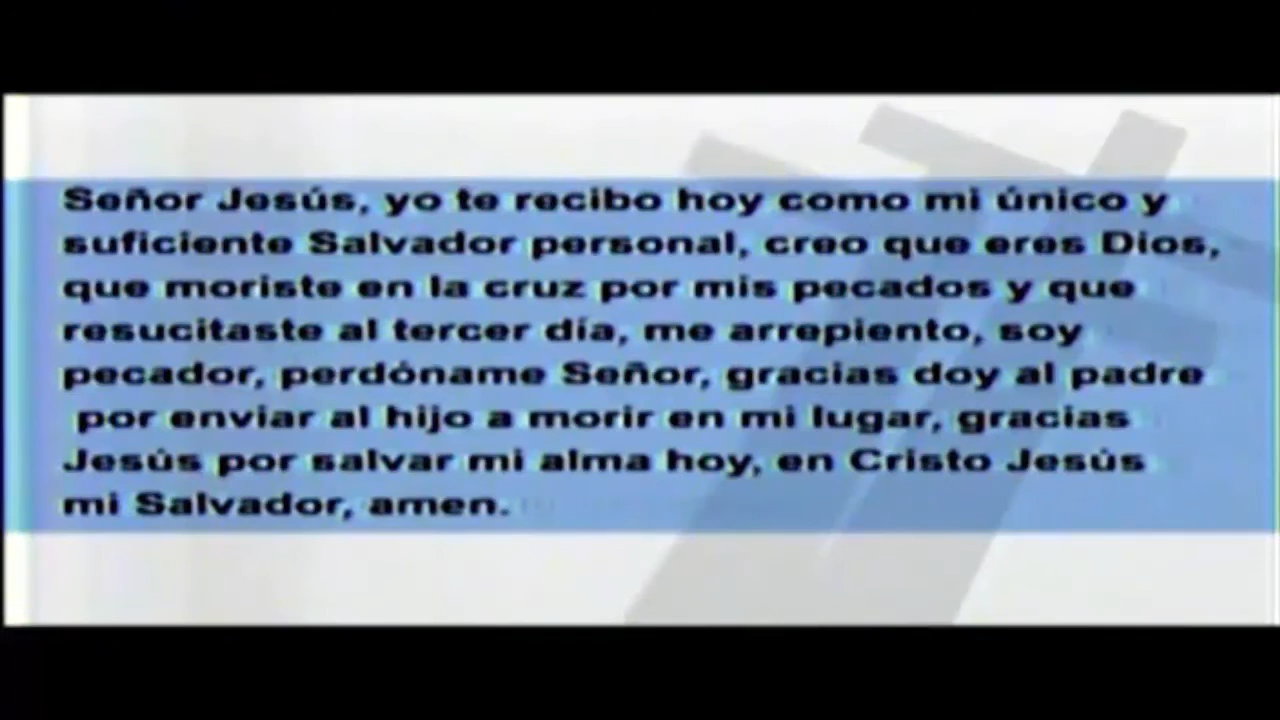 Señor Jesús, yo te recibo hoy como mi único y
suficiente Salvador personal, creo que eres Dios,
que moriste en la cruz por mis pecados y que
resucitaste al tercer día, me arrepiento, soy
pecador, perdóname Señor, gracias doy al padre
por enviar al hijo a morir en mi lugar, gracias
Jesús por salvar mi alma hoy, en Cristo Jesús
mi Salvador, amen.